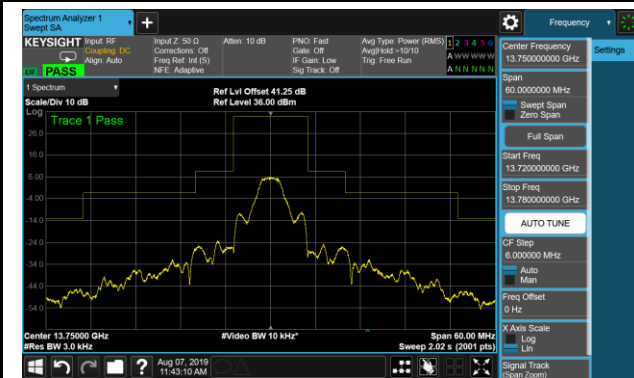 Spectrum Analyzer 1
Swept SA
Frequency
KEYSIGHT
Input: RF
Coupling: DC
Align: Auto
Input Z: 50 Ω
Corrections: Off
Freq Ref: Int (S)
NFE: Adaptive
Atten: 10 dB
PNO: Fast
Gate: Off
IF Gain: Low
Sig Track: Off
Avg Type: Power (RMS)
Avg|Hold:>10/10
Trig: Free Run
1 2 3 4 5 6
A W W W W W
A N N N N N
PASS
1 Spectrum
Scale/Div 10 dB
Ref Lvl Offset 41.25 dB
Ref Level 36.00 dBm
Log
Trace 1 Pass
26.0
16.0
6.00
-4.00
-14.0
-24.0
-34.0
-44.0
-54.0
Center 13.75000 GHz
#Res BW 3.0 kHz
#Video BW 10 kHz*
Span 60.00 MHz
Sweep 2.02 s (2001 pts)
Aug 07, 2019
11:43:10 AM
Settings
Center Frequency
13.750000000 GHz
Span
60.0000000 MHz
Swept Span
Zero Span
Full Span
Start Freq
13.720000000 GHz
Stop Freq
13.780000000 GHz
AUTO TUNE
CF Step
6.000000 MHz
Auto
Man
Freq Offset
0 Hz
X Axis Scale
Log
Lin
Signal Track
(Span Zoom)